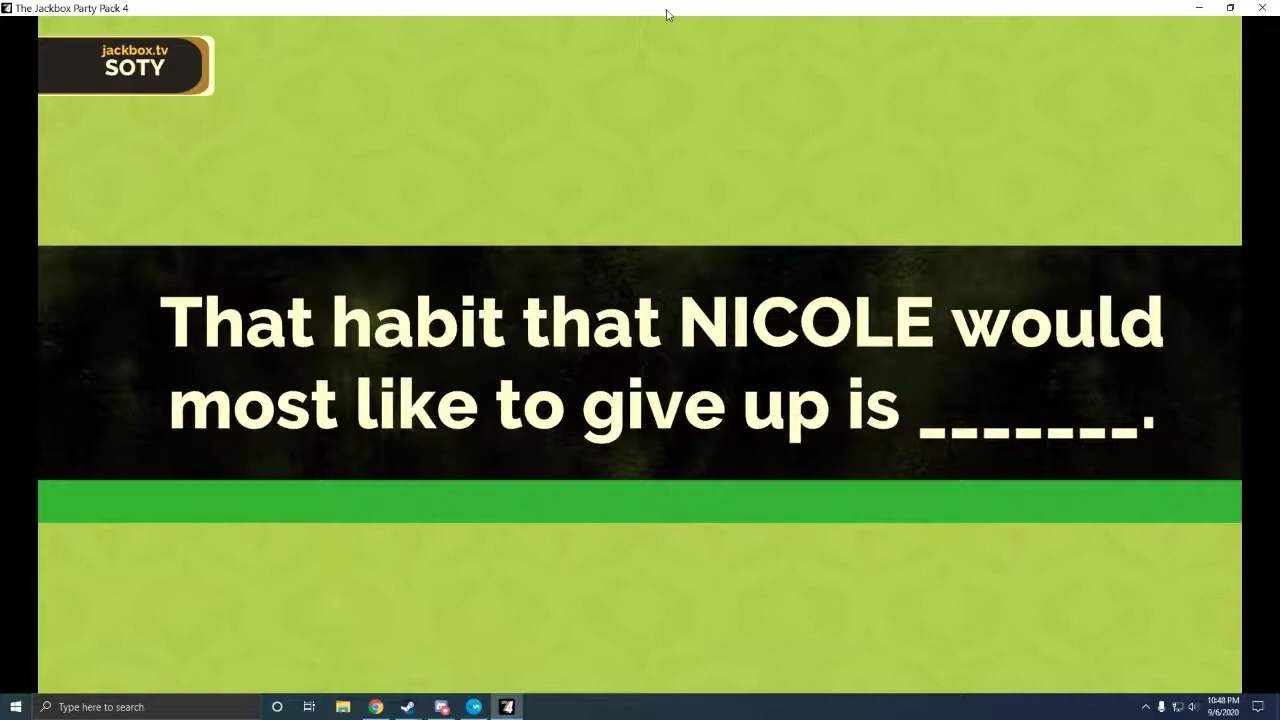 The Jackbox Party Pack 4
jackbox.tv
SOTY
That habit that NICOLE would
most like to give up is _______.
Type here to search
10:48 PM
9/6/2020